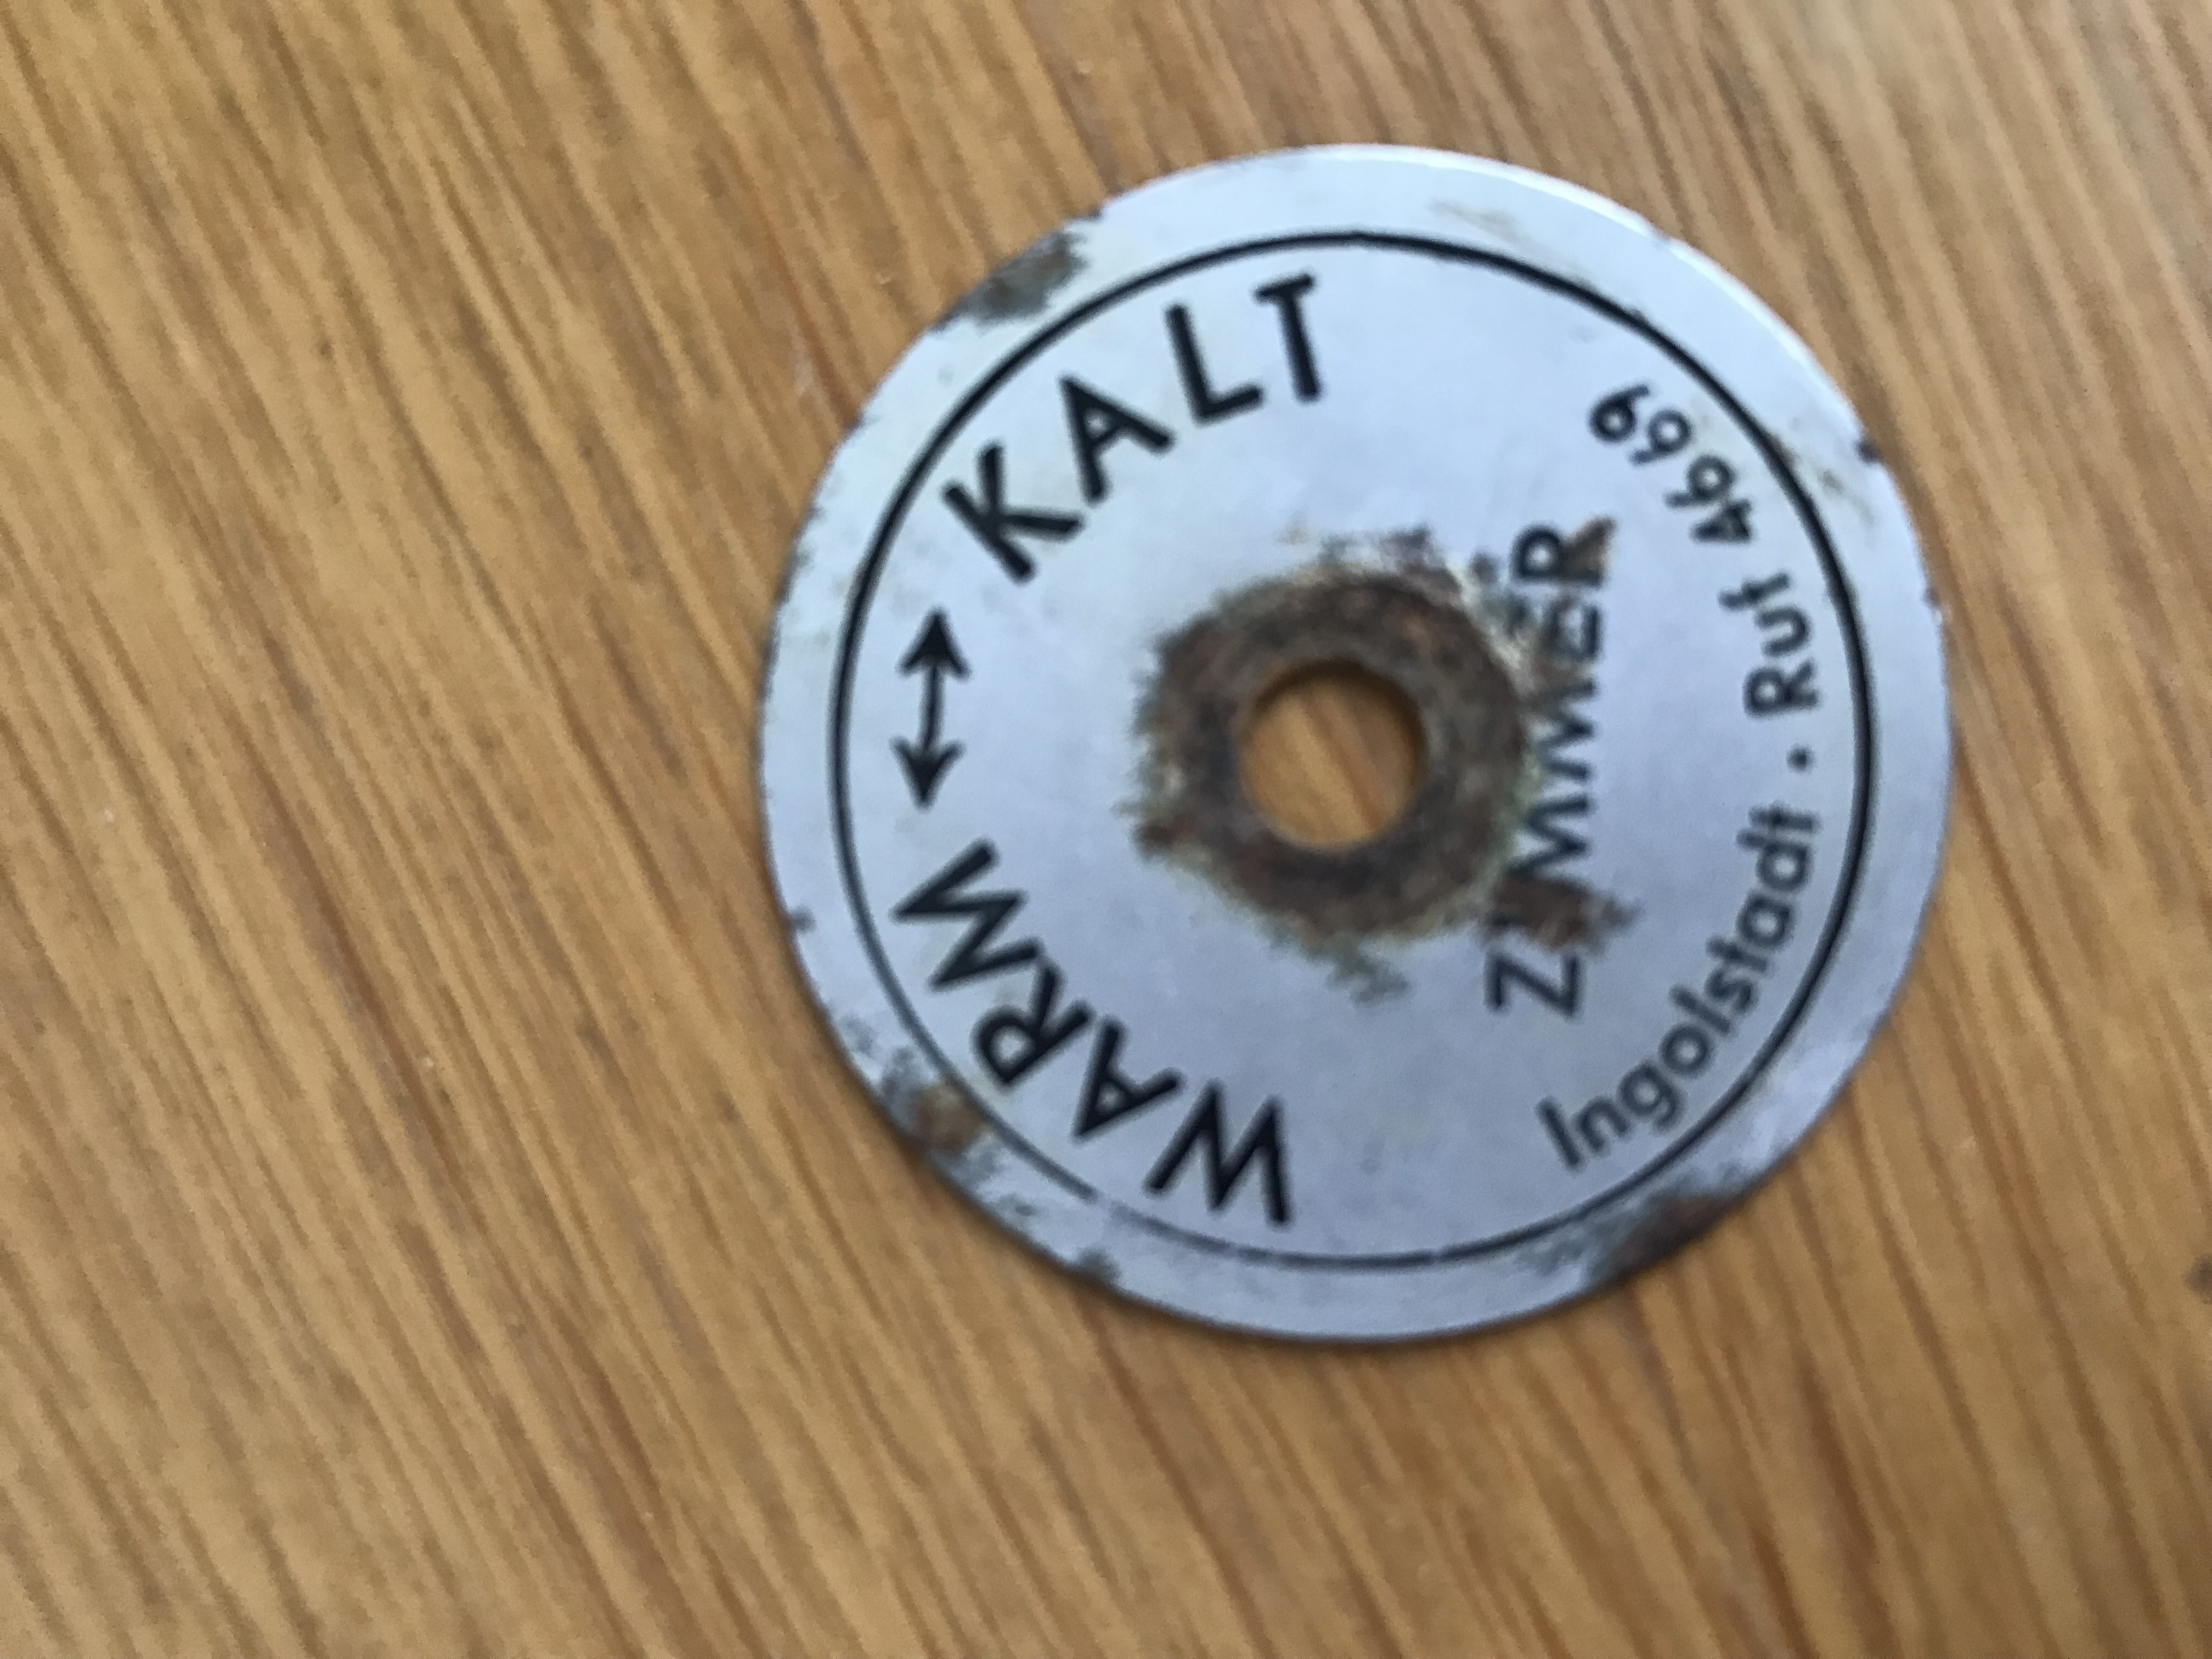 WARM ↔ KALT
ZIMMER
Ingolstadt · Ruf 4669